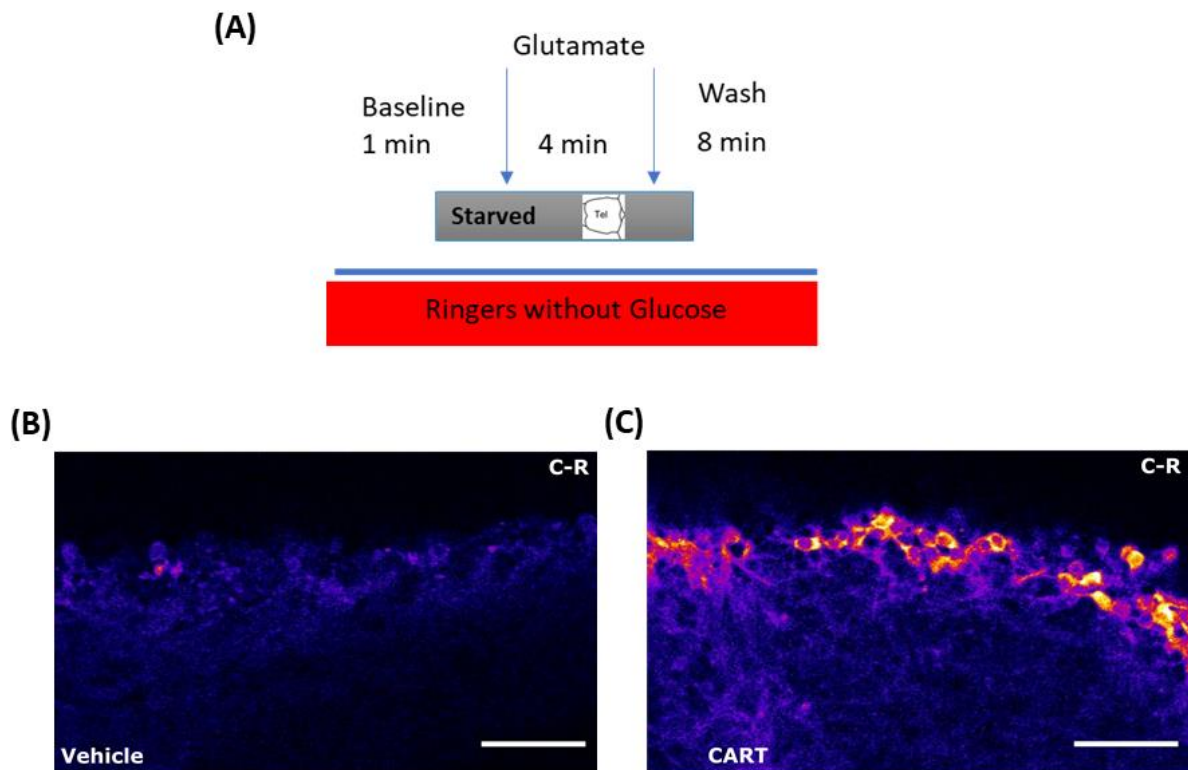 (A)
Glutamate
Baseline
1 min
4 min
Wash
8 min
Starved
Tel
Ringers without Glucose
(B)
C-R
Vehicle
(C)
C-R
CART